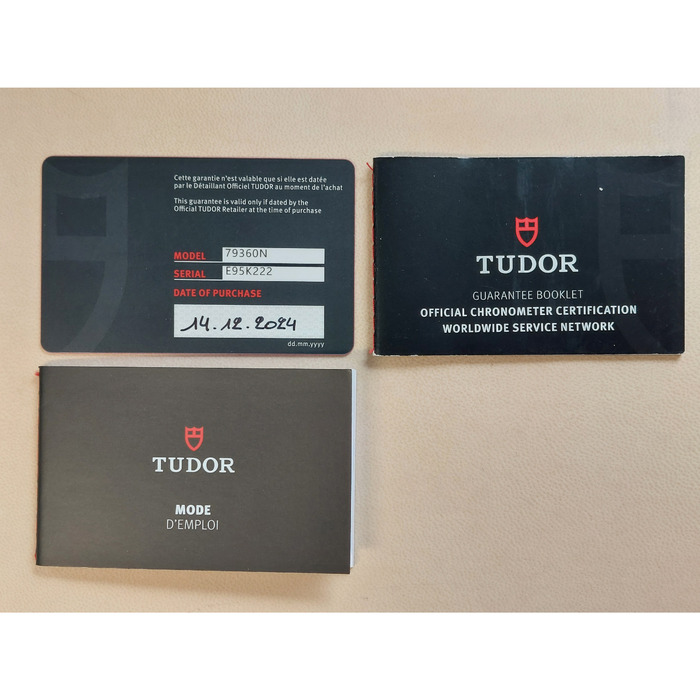 Cette garantie n'est valable que si elle est datée
par le Détaillant Officiel TUDOR au moment de l'achat
This guarantee is valid only if dated by the
Official TUDOR Retailer at the time of purchase
MODEL 79360N
SERIAL E95K222
DATE OF PURCHASE
14.12.2024
dd.mm.yyyy
TUDOR
GUARANTEE BOOKLET
OFFICIAL CHRONOMETER CERTIFICATION
WORLDWIDE SERVICE NETWORK
TUDOR
MODE
D'EMPLOI